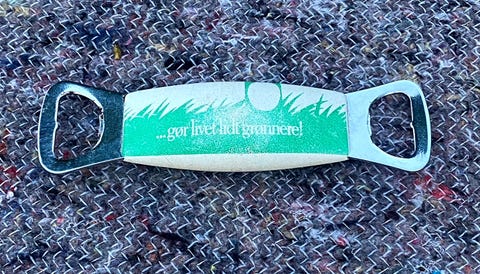 ...gør livet lidt grønnere!